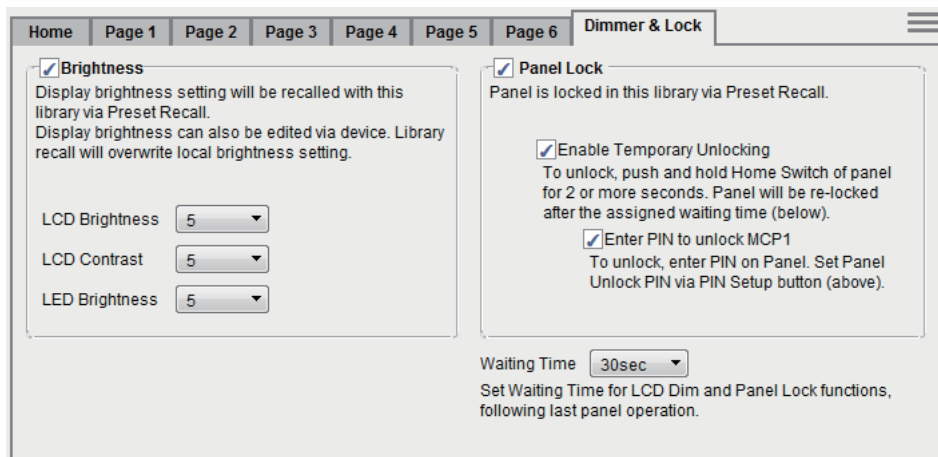 Home Page 1 Page 2 Page 3 Page 4 Page 5 Page 6 Dimmer & Lock
Brightness
Display brightness setting will be recalled with this
library via Preset Recall.
Display brightness can also be edited via device. Library
recall will overwrite local brightness setting.
LCD Brightness 5
LCD Contrast 5
LED Brightness 5
Panel Lock
Panel is locked in this library via Preset Recall.
Enable Temporary Unlocking
To unlock, push and hold Home Switch of panel
for 2 or more seconds. Panel will be re-locked
after the assigned waiting time (below).
Enter PIN to unlock MCP1
To unlock, enter PIN on Panel. Set Panel
Unlock PIN via PIN Setup button (above).
Waiting Time 30sec
Set Waiting Time for LCD Dim and Panel Lock functions,
following last panel operation.